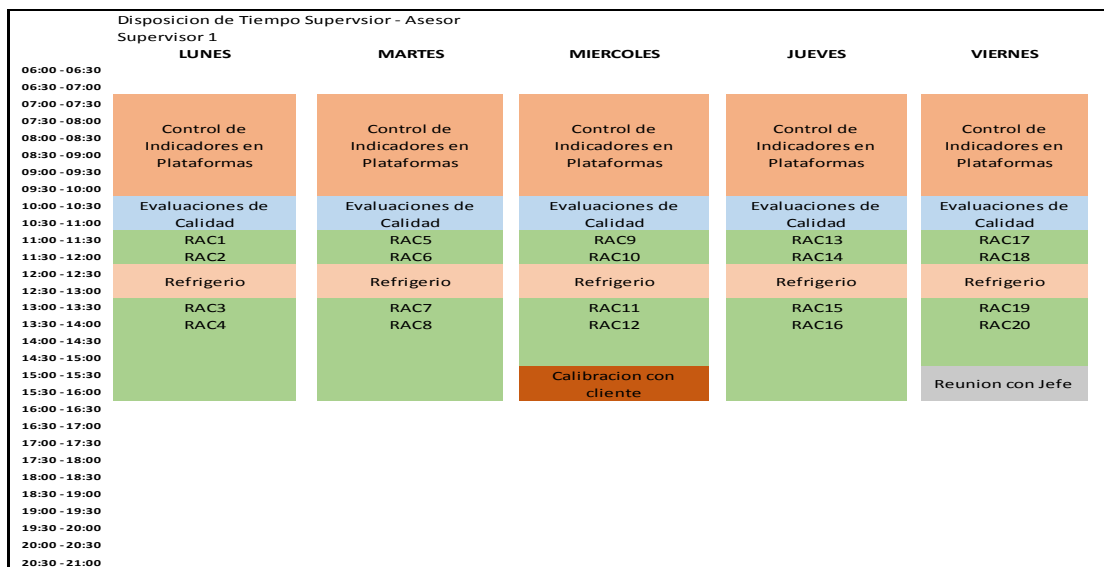 Disposicion de Tiempo Supervsior - Asesor
Supervisor 1
LUNES MARTES MIERCOLES JUEVES VIERNES
06:00 - 06:30
06:30 - 07:00
07:00 - 07:30
07:30 - 08:00 Control de Control de Control de Control de Control de
08:00 - 08:30 Indicadores en Indicadores en Indicadores en Indicadores en Indicadores en
08:30 - 09:00 Plataformas Plataformas Plataformas Plataformas Plataformas
09:00 - 09:30
09:30 - 10:00
10:00 - 10:30 Evaluaciones de Evaluaciones de Evaluaciones de Evaluaciones de Evaluaciones de
10:30 - 11:00 Calidad Calidad Calidad Calidad Calidad
11:00 - 11:30 RAC1 RAC5 RAC9 RAC13 RAC17
11:30 - 12:00 RAC2 RAC6 RAC10 RAC14 RAC18
12:00 - 12:30 Refrigerio Refrigerio Refrigerio Refrigerio Refrigerio
12:30 - 13:00
13:00 - 13:30 RAC3 RAC7 RAC11 RAC15 RAC19
13:30 - 14:00 RAC4 RAC8 RAC12 RAC16 RAC20
14:00 - 14:30
14:30 - 15:00
15:00 - 15:30 Calibracion con Reunion con Jefe
15:30 - 16:00 cliente
16:00 - 16:30
16:30 - 17:00
17:00 - 17:30
17:30 - 18:00
18:00 - 18:30
18:30 - 19:00
19:00 - 19:30
19:30 - 20:00
20:00 - 20:30
20:30 - 21:00